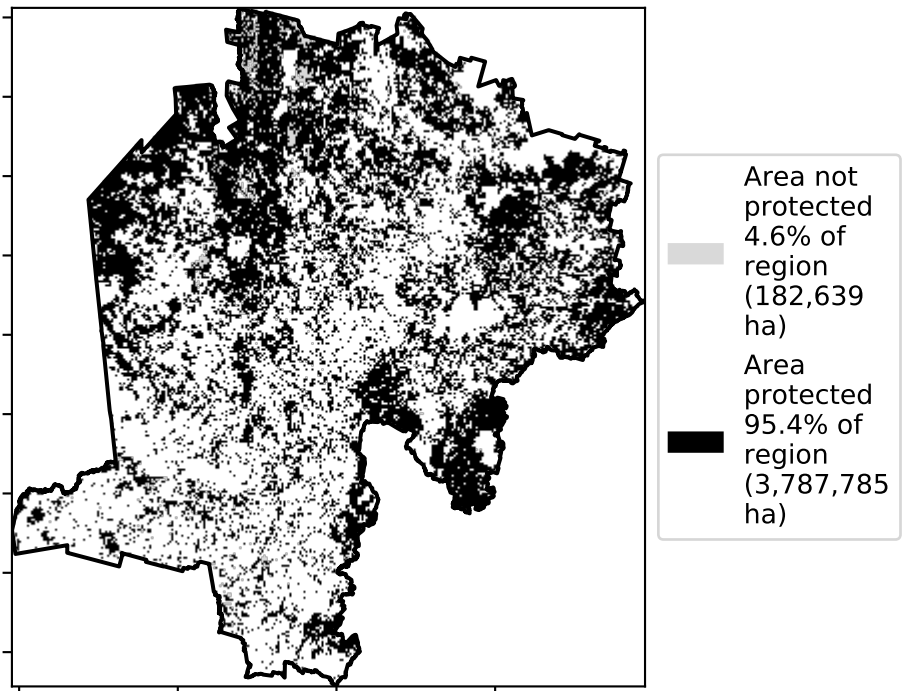 Area not
protected
4.6% of
region
(182,639
ha)
Area
protected
95.4% of
region
(3,787,785
ha)